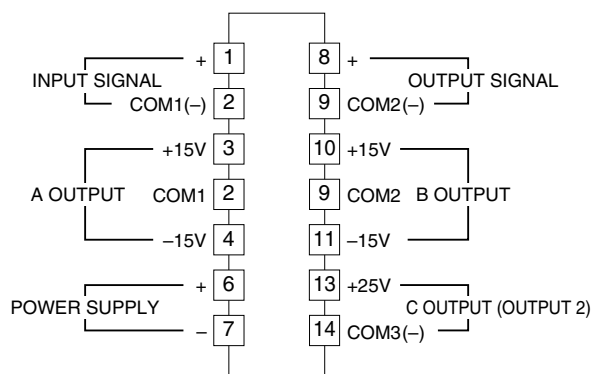 + 1
INPUT SIGNAL
COM1(–) 2
+15V 3
A OUTPUT COM1 2
–15V 4
+ 6
POWER SUPPLY
– 7
8 +
OUTPUT SIGNAL
9 COM2(–)
10 +15V
9 COM2 B OUTPUT
11 –15V
13 +25V
C OUTPUT (OUTPUT 2)
14 COM3(–)